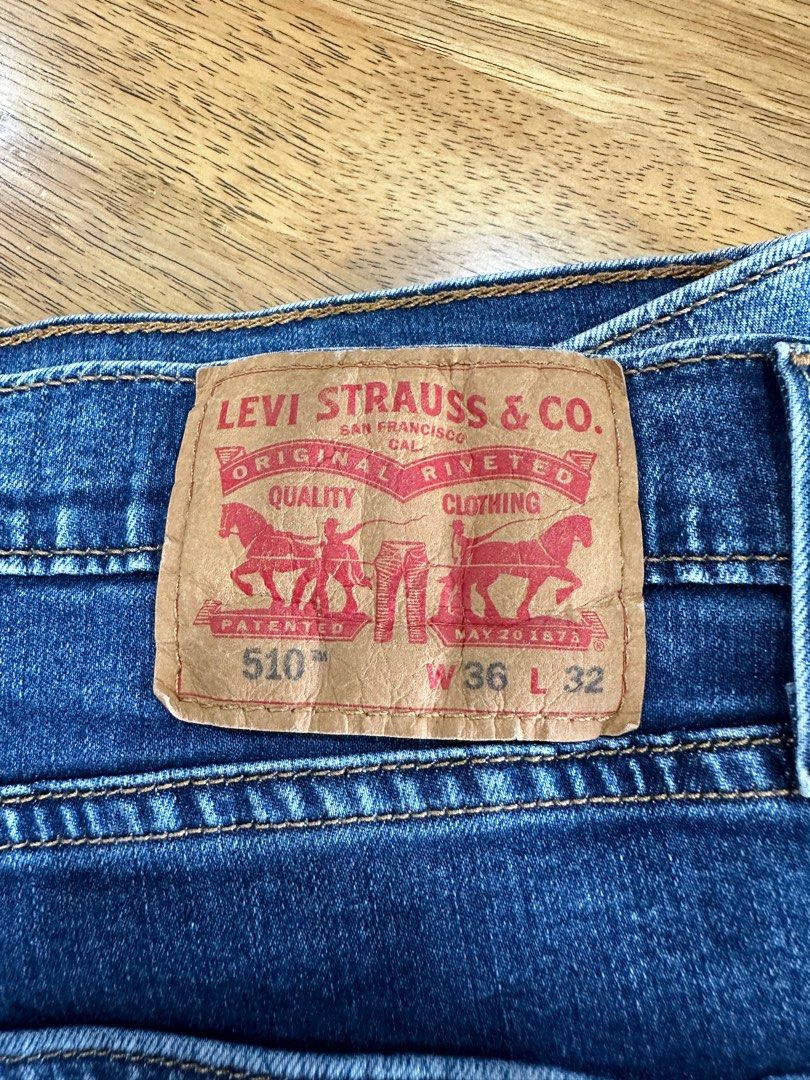 LEVI STRAUSS & CO.
SAN FRANCISCO
CAL.
ORIGINAL RIVETED
QUALITY CLOTHING
PATENTED MAY 20 1873 ®
510™ W 36 L 32